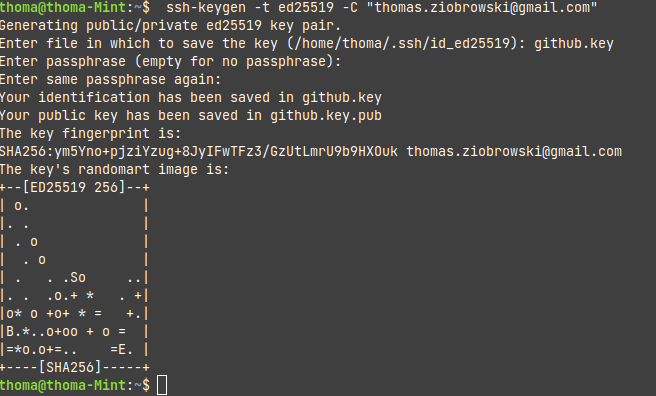 thoma@thoma-Mint:~$  ssh-keygen -t ed25519 -C "thomas.ziobrowski@gmail.com"
Generating public/private ed25519 key pair.
Enter file in which to save the key (/home/thoma/.ssh/id_ed25519): github.key
Enter passphrase (empty for no passphrase):
Enter same passphrase again:
Your identification has been saved in github.key
Your public key has been saved in github.key.pub
The key fingerprint is:
SHA256:ym5Yno+pjziYzug+8JyIFwTFz3/GzUtLmrU9b9HXOuk thomas.ziobrowski@gmail.com
The key's randomart image is:
+--[ED25519 256]--+
| o.              |
|. .              |
| . o             |
|  . o            |
| .   . .So     ..|
|. .  .o.+ *   . +|
|o* o +o+ * =   +.|
|B.*..o+oo + o =  |
|=*o.o+=..    =E. |
+----[SHA256]-----+
thoma@thoma-Mint:~$